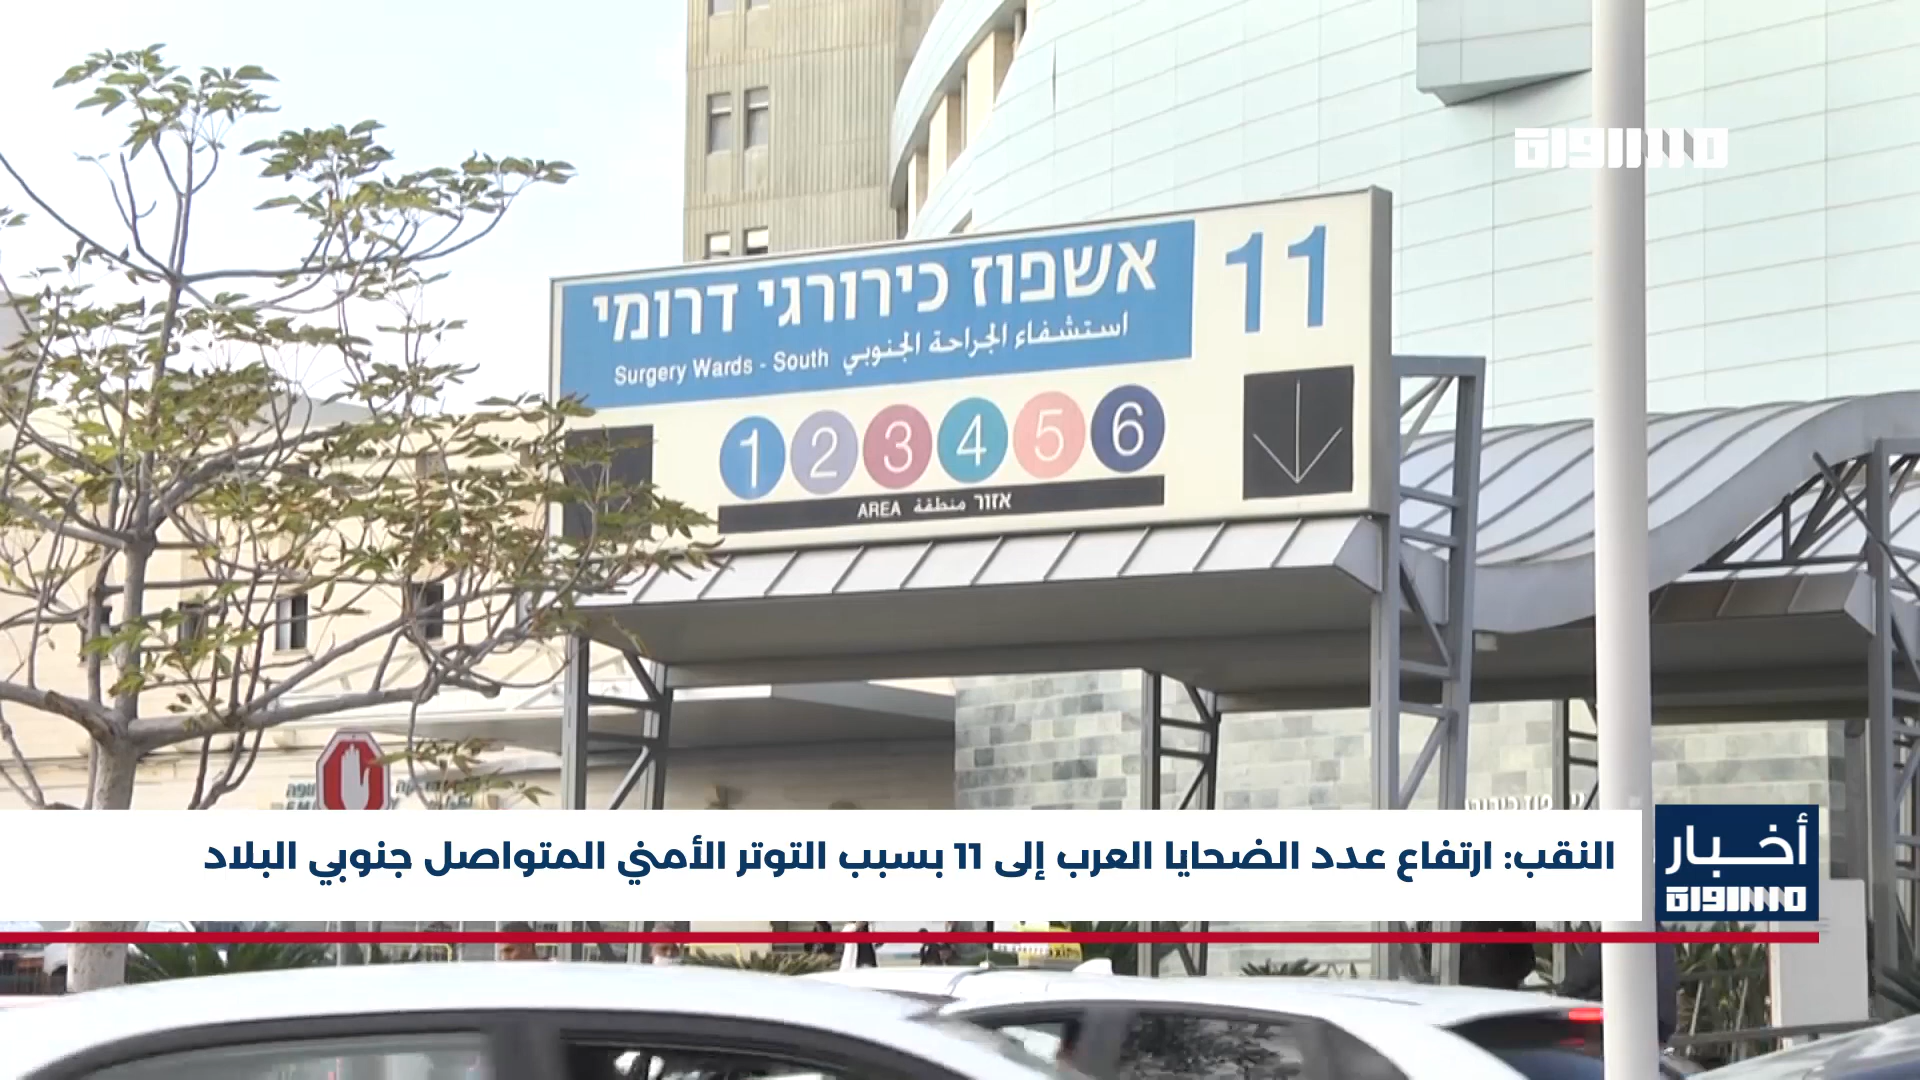 مساواة
אשפוז כירורגי דרומי
11
استشفاء الجراحة الجنوبي
Surgery Wards - South
1 2 3 4 5 6
אזור منطقة AREA
النقب: ارتفاع عدد الضحايا العرب إلى 11 بسبب التوتر الأمني المتواصل جنوبي البلاد
أخبار
مساواة